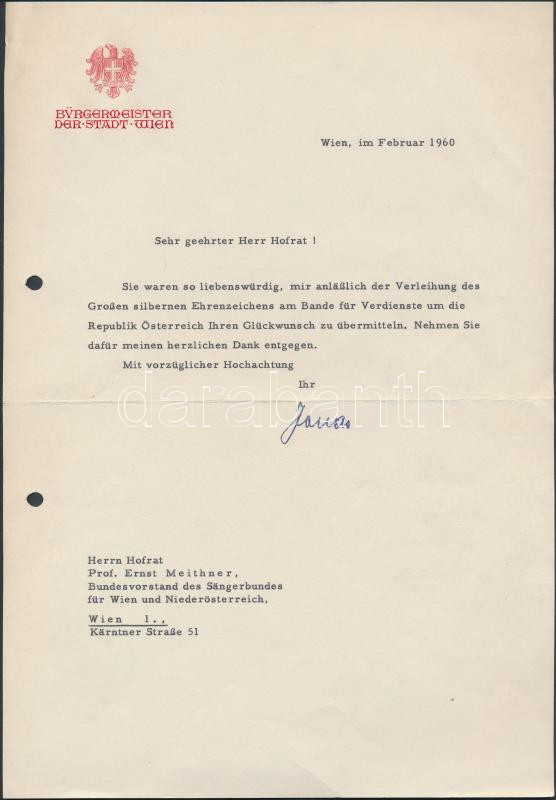 BÜRGERMEISTER
DER·STADT·WIEN
Wien, im Februar 1960
Sehr geehrter Herr Hofrat !
Sie waren so liebenswürdig, mir anläßlich der Verleihung des
Großen silbernen Ehrenzeichens am Bande für Verdienste um die
Republik Österreich Ihren Glückwunsch zu übermitteln. Nehmen Sie
dafür meinen herzlichen Dank entgegen.
Mit vorzüglicher Hochachtung
Ihr
darabanth
Jonas
Herrn Hofrat
Prof. Ernst Meithner,
Bundesvorstand des Sängerbundes
für Wien und Niederösterreich,
Wien 1.,
Kärntner Straße 51